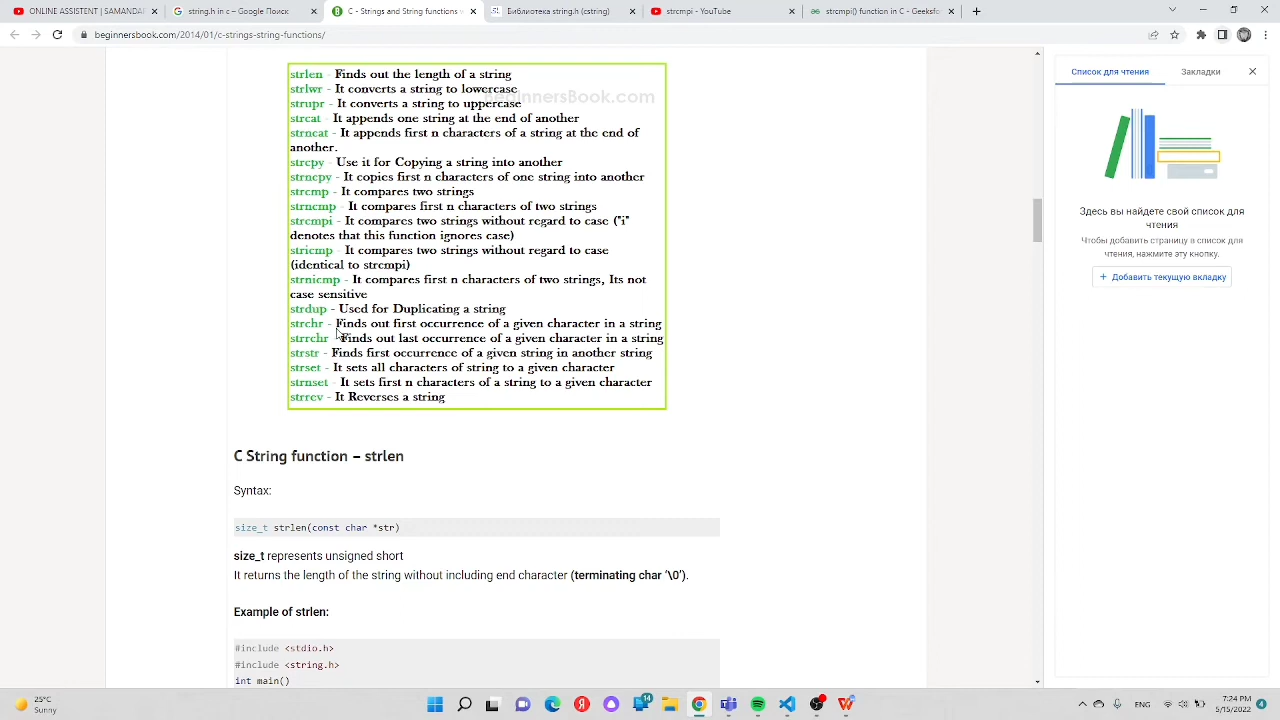 ONLINE ASSISTENT | SAMANDAI
string.h in c – Google Поиск
C - Strings and String functions v
Библиотека string.h (cstring)
strcmpi - YouTube
strcmpi() function in C - Geeksfo
beginnersbook.com/2014/01/c-strings-string-functions/
BeginnersBook.com
strlen - Finds out the length of a string
strlwr - It converts a string to lowercase
strupr - It converts a string to uppercase
strcat - It appends one string at the end of another
strncat - It appends first n characters of a string at the end of
another.
strcpy - Use it for Copying a string into another
strncpy - It copies first n characters of one string into another
strcmp - It compares two strings
strncmp - It compares first n characters of two strings
strcmpi - It compares two strings without regard to case ("i"
denotes that this function ignores case)
stricmp - It compares two strings without regard to case
(identical to strcmpi)
strnicmp - It compares first n characters of two strings, Its not
case sensitive
strdup - Used for Duplicating a string
strchr - Finds out first occurrence of a given character in a string
strrchr - Finds out last occurrence of a given character in a string
strstr - Finds first occurrence of a given string in another string
strset - It sets all characters of string to a given character
strnset - It sets first n characters of a string to a given character
strrev - It Reverses a string
C String function – strlen
Syntax:
size_t strlen(const char *str)
size_t represents unsigned short
It returns the length of the string without including end character (terminating char ‘\0’).
Example of strlen:
#include <stdio.h>
#include <string.h>
int main()
Список для чтения
Закладки
Здесь вы найдете свой список для
чтения
Чтобы добавить страницу в список для
чтения, нажмите эту кнопку.
+ Добавить текущую вкладку
25°C
Sunny
14
ENG
7:24 PM
5/15/2022
4